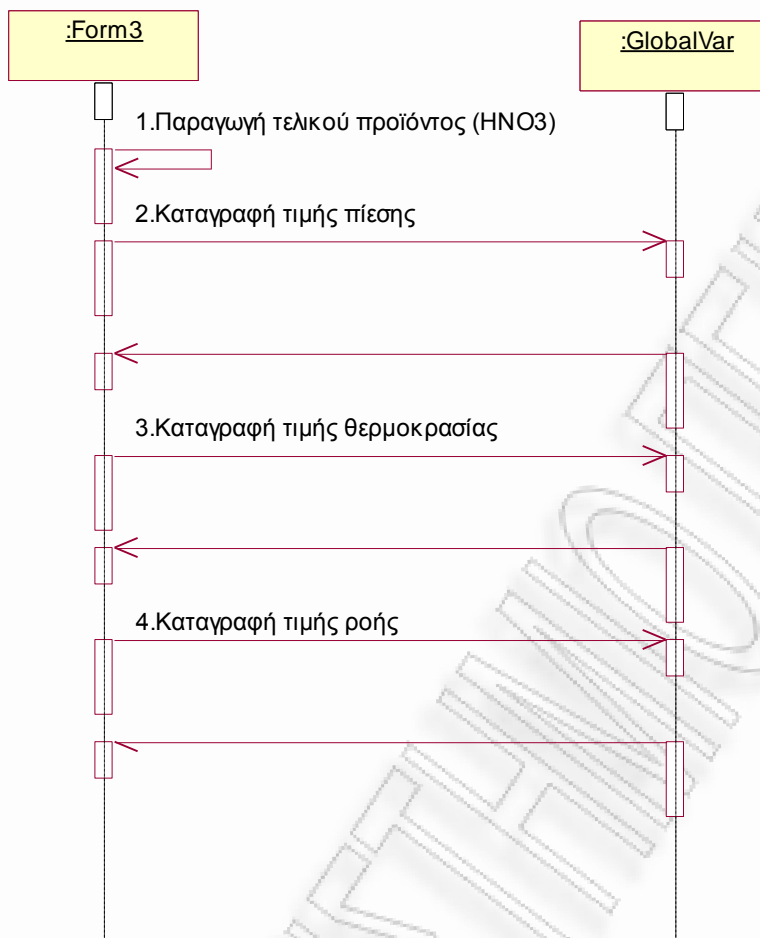 :Form3
:GlobalVar
1.Παραγωγή τελικού προϊόντος (HNO3)
2.Καταγραφή τιμής πίεσης
3.Καταγραφή τιμής θερμοκρασίας
4.Καταγραφή τιμής ροής